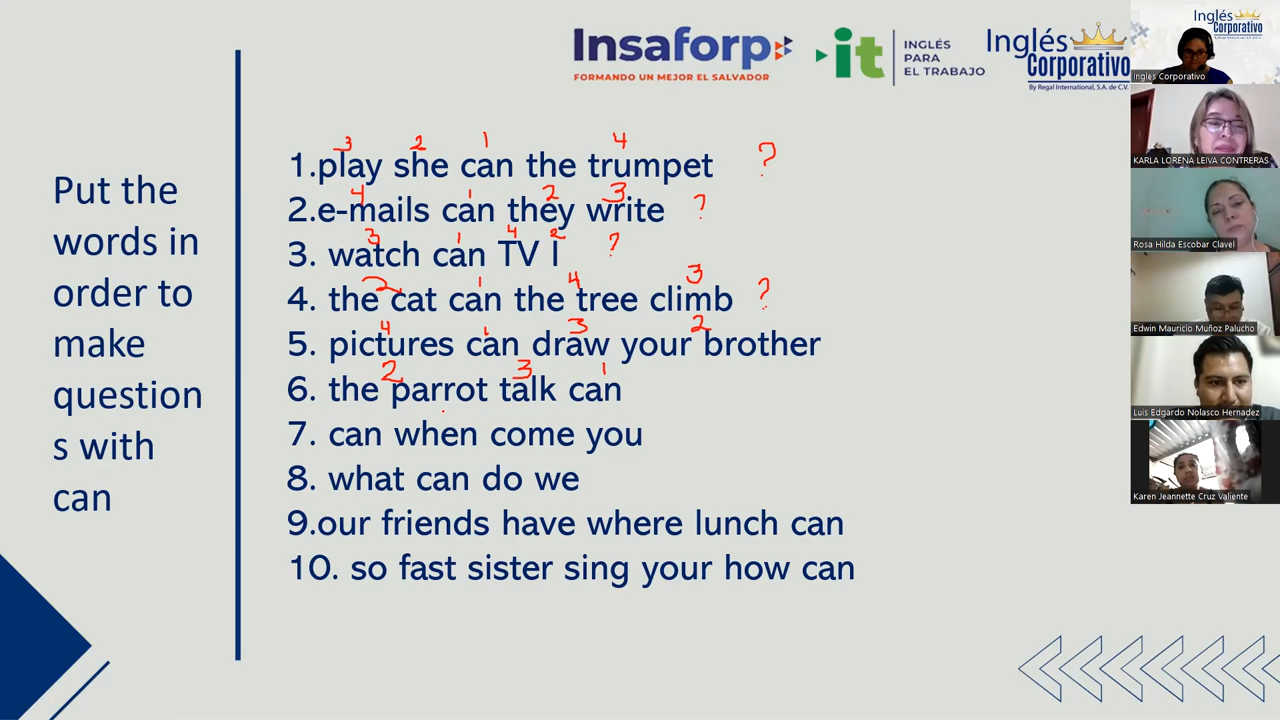 Insaforp
FORMANDO UN MEJOR EL SALVADOR
it
INGLÉS
PARA
EL TRABAJO
Inglés
Corporativo
By Regal International, S.A. de C.V.
Put the
words in
order to
make
question
s with
can
3 2 1 4
1.play she can the trumpet ?
4 1 2 3
2.e-mails can they write ?
3 1 4 2
3. watch can TV I ?
2 1 4 3
4. the cat can the tree climb ?
4 1 3 2
5. pictures can draw your brother
2 3 1
6. the parrot talk can
7. can when come you
8. what can do we
9.our friends have where lunch can
10. so fast sister sing your how can
Inglés
Corporativo
Ingles Corporativo
KARLA LORENA LEIVA CONTRERAS
Rosa Hilda Escobar Clavel
Edwin Mauricio Muñoz Palucho
Luis Edgardo Nolasco Hernadez
Karen Jeannette Cruz Valiente